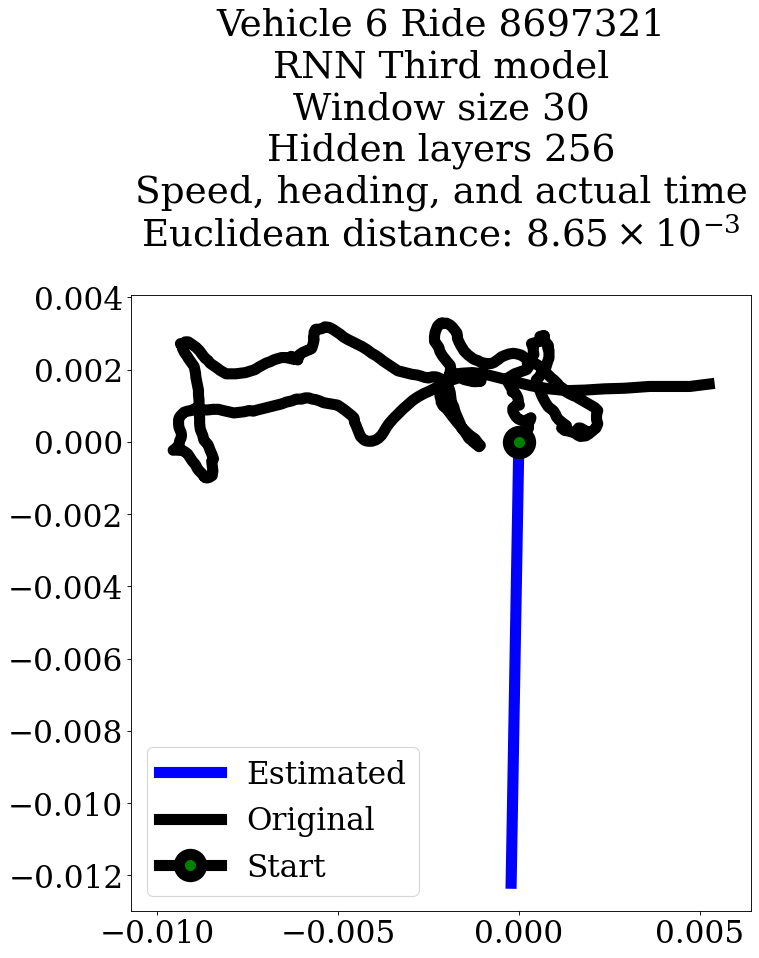 Vehicle 6 Ride 8697321
RNN Third model
Window size 30
Hidden layers 256
Speed, heading, and actual time
Euclidean distance: 8.65 × 10⁻³
0.004
0.002
0.000
−0.002
−0.004
−0.006
−0.008
−0.010
−0.012
Estimated
Original
Start
−0.010 −0.005 0.000 0.005